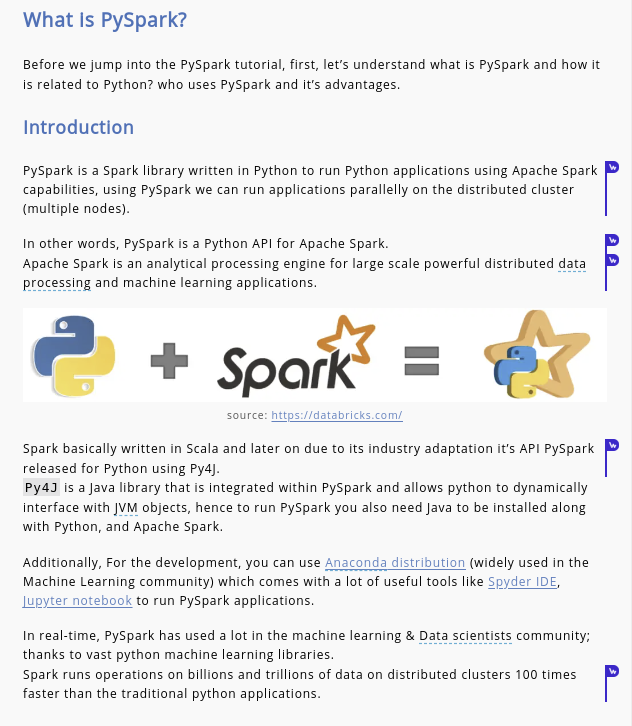 What is PySpark?
Before we jump into the PySpark tutorial, first, let's understand what is PySpark and how it
is related to Python? who uses PySpark and it's advantages.
Introduction
PySpark is a Spark library written in Python to run Python applications using Apache Spark
capabilities, using PySpark we can run applications parallelly on the distributed cluster
(multiple nodes).
In other words, PySpark is a Python API for Apache Spark.
Apache Spark is an analytical processing engine for large scale powerful distributed data
processing and machine learning applications.
Spark
source: https://databricks.com/
Spark basically written in Scala and later on due to its industry adaptation it's API PySpark
released for Python using Py4J.
Py4J is a Java library that is integrated within PySpark and allows python to dynamically
interface with JVM objects, hence to run PySpark you also need Java to be installed along
with Python, and Apache Spark.
Additionally, For the development, you can use Anaconda distribution (widely used in the
Machine Learning community) which comes with a lot of useful tools like Spyder IDE,
Jupyter notebook to run PySpark applications.
In real-time, PySpark has used a lot in the machine learning & Data scientists community;
thanks to vast python machine learning libraries.
Spark runs operations on billions and trillions of data on distributed clusters 100 times
faster than the traditional python applications.